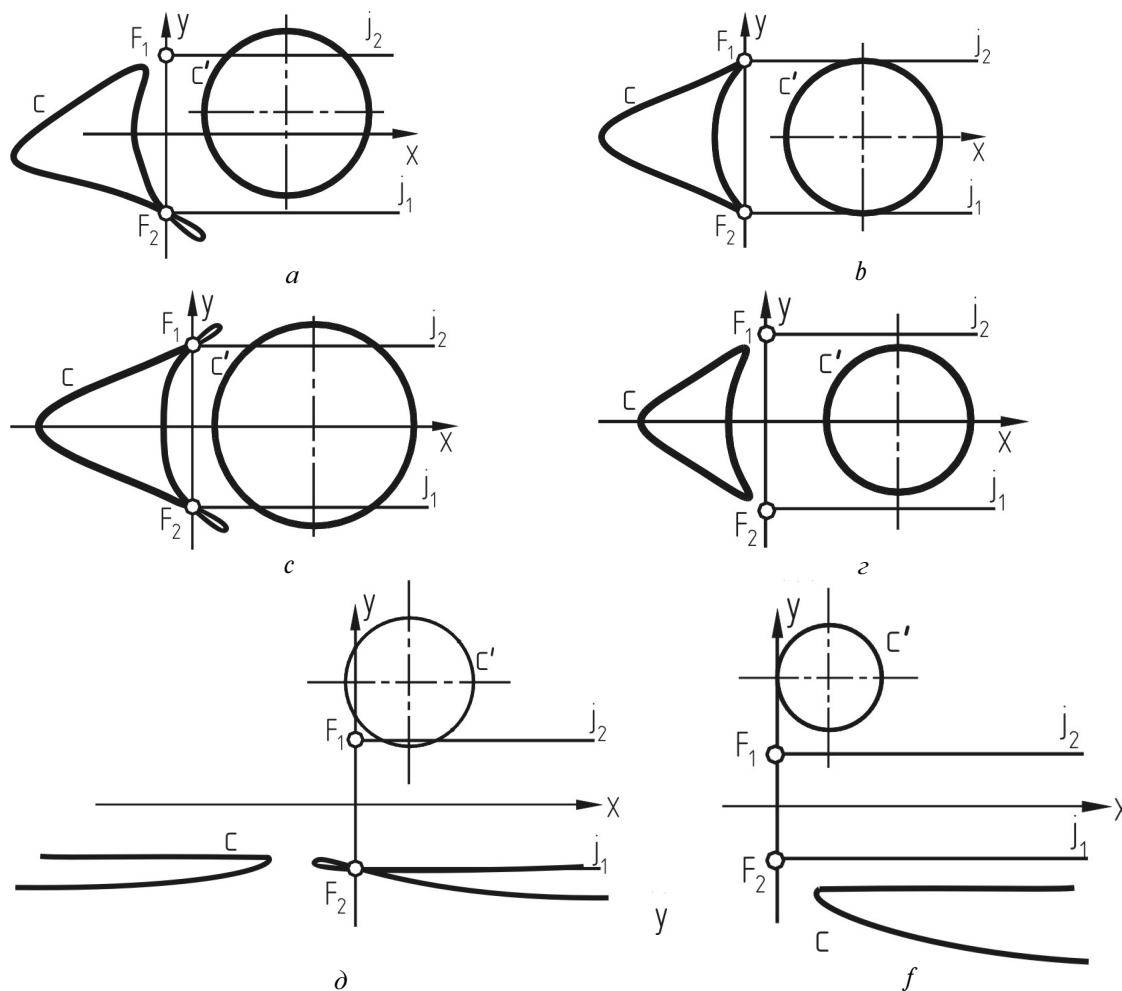 y
F₁
j₂
c'
c
x
j₁
F₂
а
y
F₁
j₂
c'
c
x
j₁
F₂
b
y
F₁
j₂
c'
c
x
j₁
F₂
с
y
F₁
j₂
c'
c
x
j₁
F₂
г
y
c'
F₁
j₂
x
c
j₁
F₂
y
д
y
c'
F₁
j₂
x
j₁
F₂
c
f